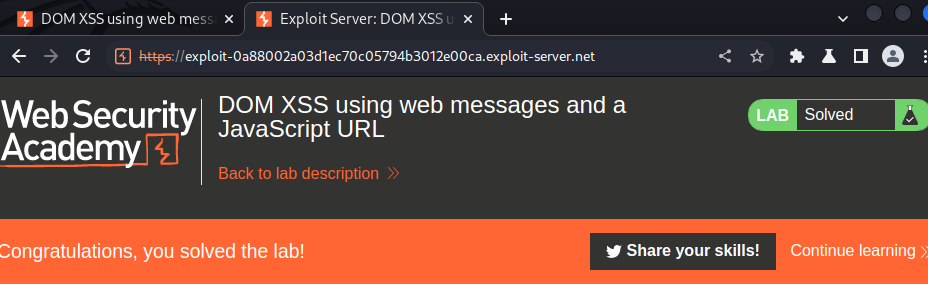 DOM XSS using web mess
Exploit Server: DOM XSS u
https://exploit-0a88002a03d1ec70c05794b3012e00ca.exploit-server.net
Web Security
Academy
DOM XSS using web messages and a
JavaScript URL
LAB Solved
Back to lab description
Congratulations, you solved the lab!
Share your skills!
Continue learning